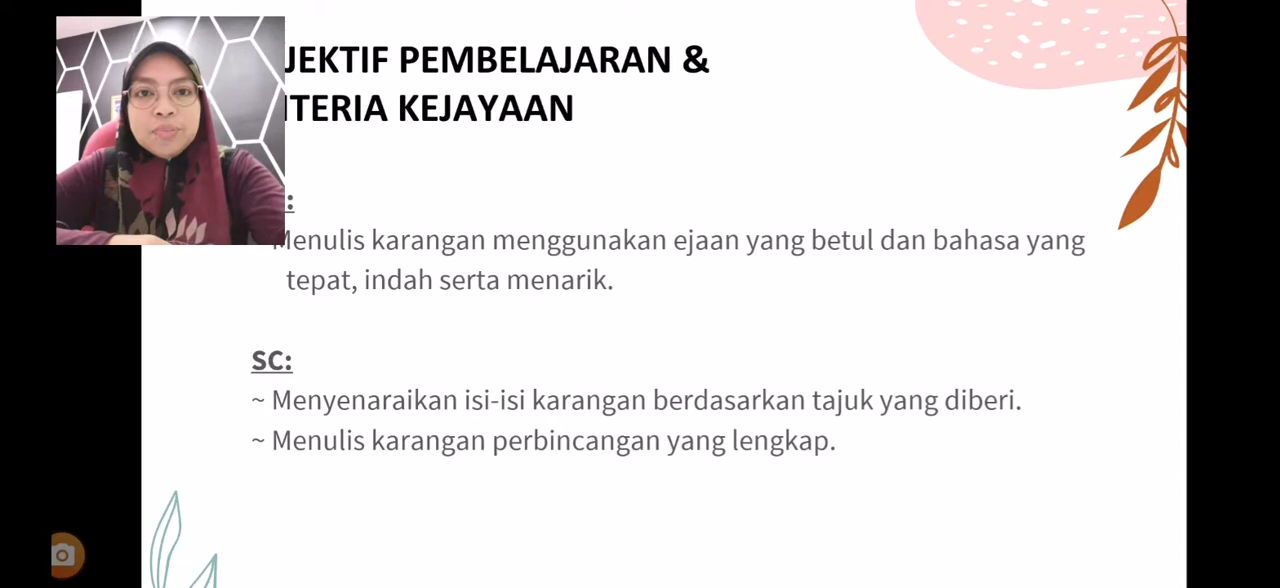 JEKTIF PEMBELAJARAN &
ITERIA KEJAYAAN
:
Menulis karangan menggunakan ejaan yang betul dan bahasa yang
tepat, indah serta menarik.
SC:
~ Menyenaraikan isi-isi karangan berdasarkan tajuk yang diberi.
~ Menulis karangan perbincangan yang lengkap.